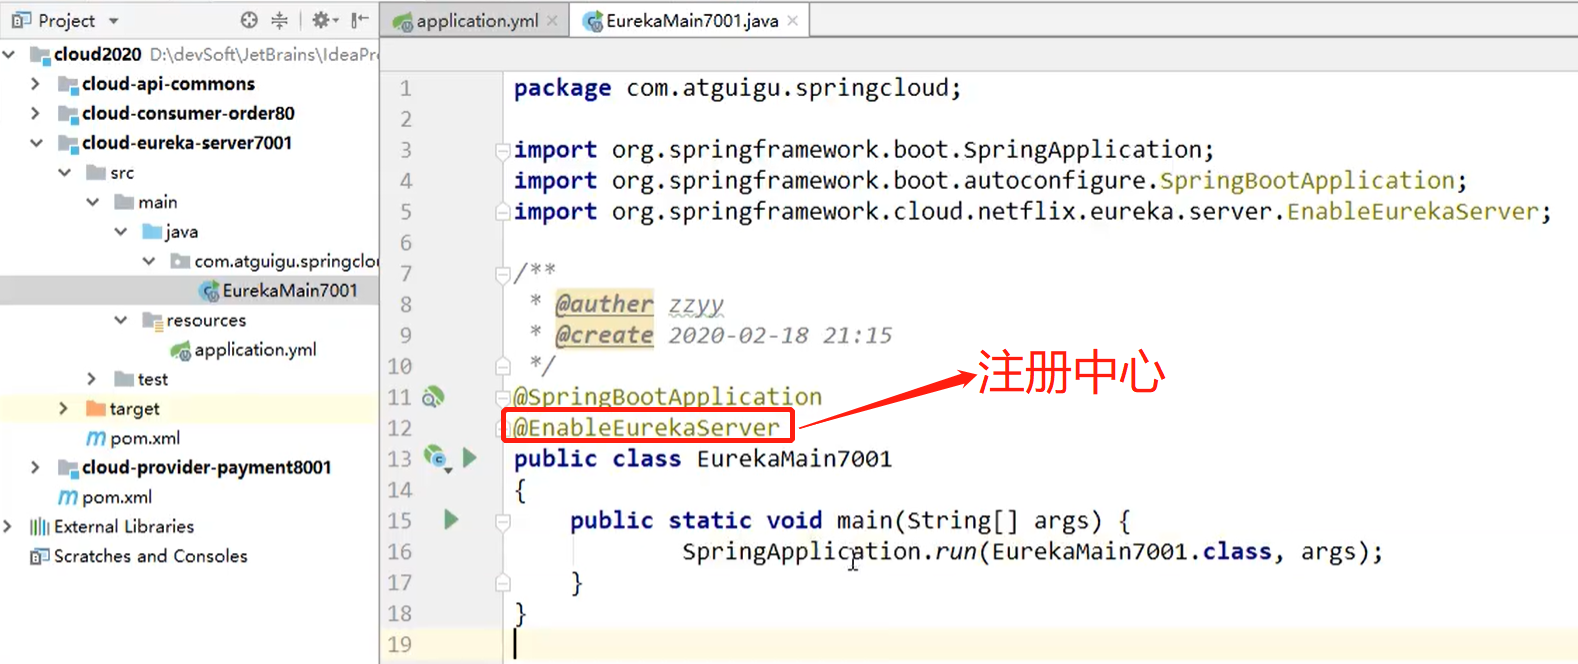 Project
application.yml
EurekaMain7001.java
cloud2020 D:\devSoft\JetBrains\IdeaPr
cloud-api-commons
cloud-consumer-order80
cloud-eureka-server7001
src
main
java
com.atguigu.springclou
EurekaMain7001
resources
application.yml
test
target
pom.xml
cloud-provider-payment8001
pom.xml
External Libraries
Scratches and Consoles
1 package com.atguigu.springcloud;
2
3 import org.springframework.boot.SpringApplication;
4 import org.springframework.boot.autoconfigure.SpringBootApplication;
5 import org.springframework.cloud.netflix.eureka.server.EnableEurekaServer;
6
7 /**
8 * @auther zzyy
9 * @create 2020-02-18 21:15
10 */
11 @SpringBootApplication
12 @EnableEurekaServer
注册中心
13 public class EurekaMain7001
14 {
15 public static void main(String[] args) {
16 SpringApplication.run(EurekaMain7001.class, args);
17 }
18 }
19